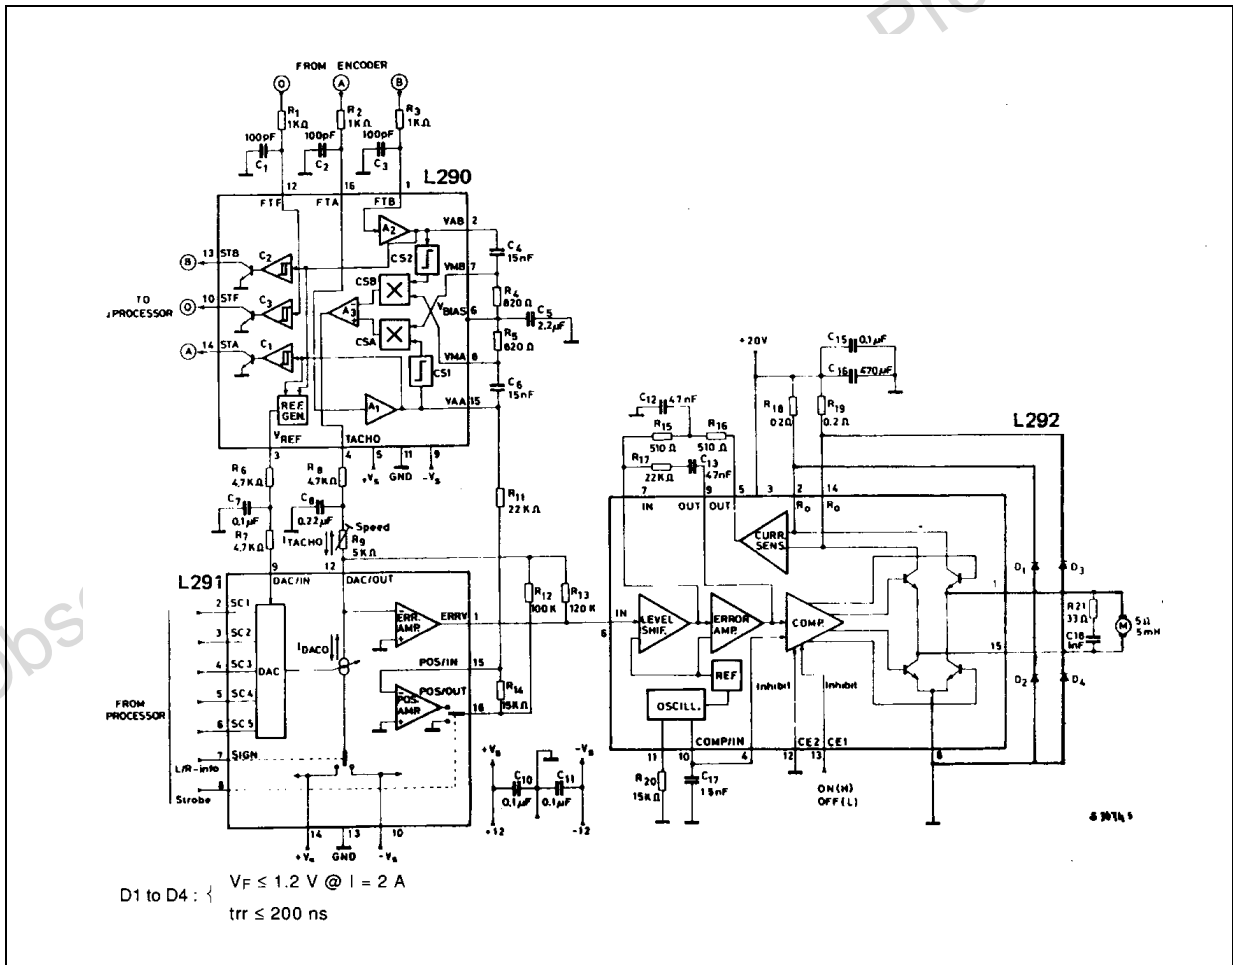 FROM ENCODER
O
A
B
R1
1KΩ
R2
1KΩ
R3
1KΩ
100pF
C1
100pF
C2
100pF
C3
12
16
1
L290
FTF
FTA
FTB
A2
VAB 2
C4
15nF
CS2
13 STB
B
C2
VMB 7
CSB
R4
820Ω
TO
PROCESSOR
10 STF
O
C3
A3
VBIAS 6
C5
2,2µF
R5
820Ω
14 STA
A
C1
CSA
VMA 8
CS1
C6
15nF
REF.
GEN.
A1
VAA 15
VREF
TACHO
3
4
5
11
9
+Vs
GND
-Vs
R6
4,7KΩ
R8
4,7KΩ
C7
0,1µF
C8
0.22µF
R7
4,7KΩ
ITACHO
Speed
R9
5KΩ
R11
22KΩ
9
12
L291
DAC/IN
DAC/OUT
R12
100K
R13
120K
2 SC1
3 SC2
4 SC3
5 SC4
6 SC5
DAC
IDACO
ERR.
AMP.
ERRV 1
POS/IN 15
POS/OUT
16
POS.
AMP.
R14
15KΩ
FROM
PROCESSOR
7 SIGN
L/R-info
8
Strobe
14
13
10
GND
-Vs
+Vs
-Vs
C10
0,1µF
C11
0.1µF
+12
-12
+20V
C15
0,1µF
C16
470µF
C12
47nF
R15
510Ω
R16
510Ω
R18
0.2Ω
R19
0.2Ω
L292
R17
22KΩ
C13
47nF
7
9
5
3
2
14
IN
OUT
OUT
Ro
Ro
CURR.
SENS.
IN
6
LEVEL
SHIF.
ERROR
AMP.
COMP.
REF
OSCILL.
Inhibit
Inhibit
1
15
D1
D3
D2
D4
R21
33Ω
C18
1nF
M
5Ω
5mH
COMP/IN
CE2
CE1
11
10
4
12
13
8
R20
15KΩ
C17
1.5nF
ON(H)
OFF(L)
D1 to D4 : {
VF ≤ 1.2 V @ I = 2 A
trr ≤ 200 ns